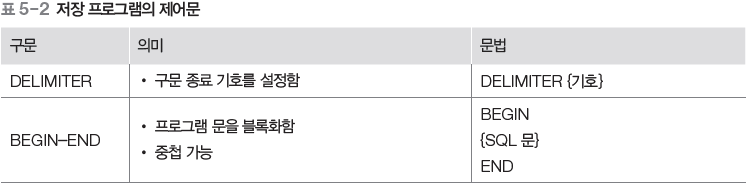 표 5-2 저장 프로그램의 제어문
구문 의미 문법
DELIMITER • 구문 종료 기호를 설정함 DELIMITER {기호}
BEGIN-END
• 프로그램 문을 블록화함
• 중첩 가능
BEGIN
{SQL 문}
END